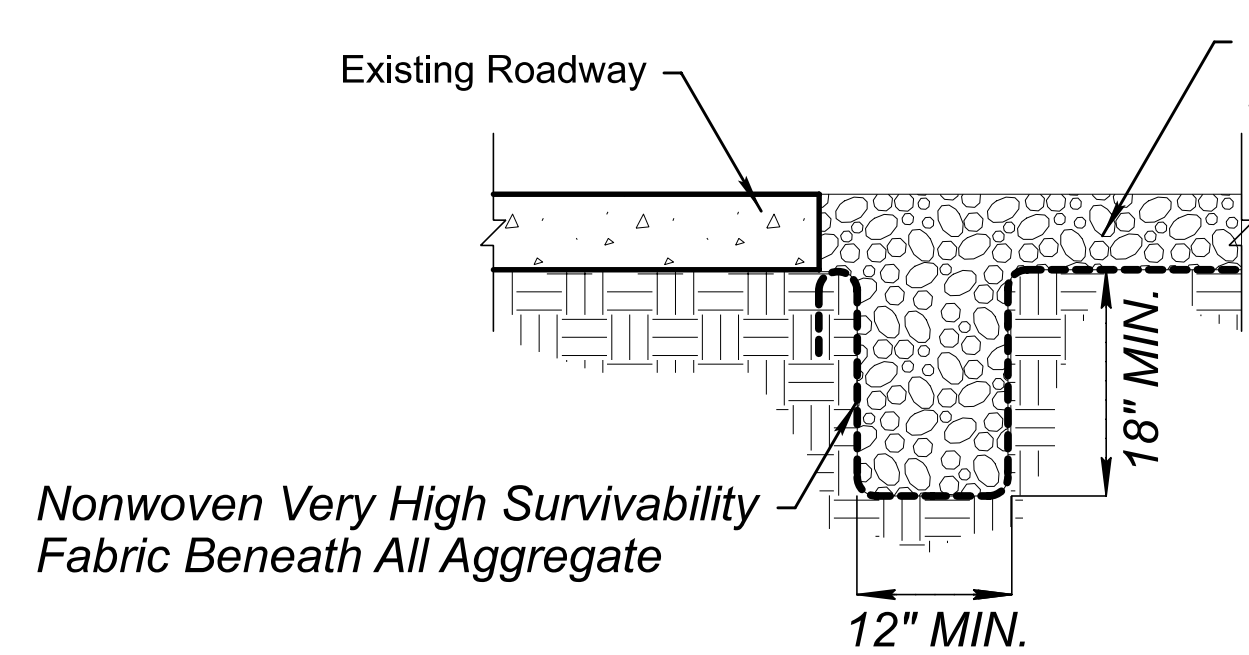 Existing Roadway
18" MIN.
Nonwoven Very High Survivability
Fabric Beneath All Aggregate
12" MIN.